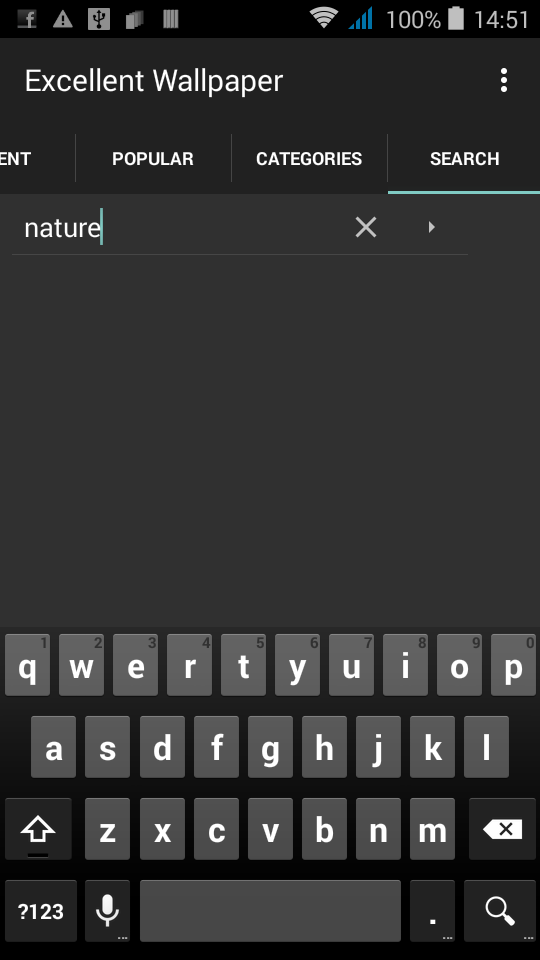 100% 14:51
Excellent Wallpaper
ENT POPULAR CATEGORIES SEARCH
nature
1 2 3 4 5 6 7 8 9 0
q w e r t y u i o p
a s d f g h j k l
z x c v b n m
?123 .